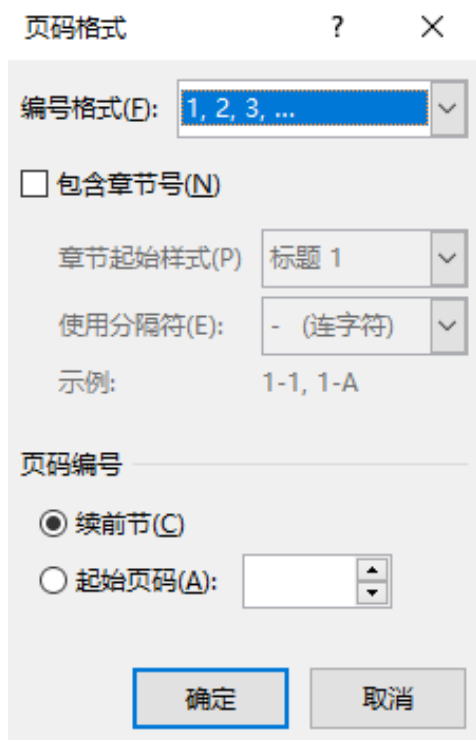 页码格式 ? ×
编号格式(F): 1, 2, 3, ...
包含章节号(N)
章节起始样式(P) 标题 1
使用分隔符(E): - (连字符)
示例: 1-1, 1-A
页码编号
续前节(C)
起始页码(A):
确定 取消